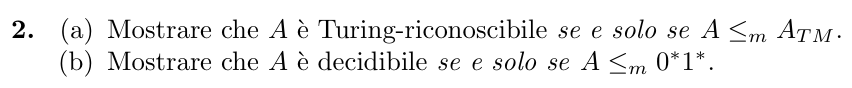 2. (a) Mostrare che A è Turing-riconoscibile se e solo se A ≤m ATM.
(b) Mostrare che A è decidibile se e solo se A ≤m 0*1*.